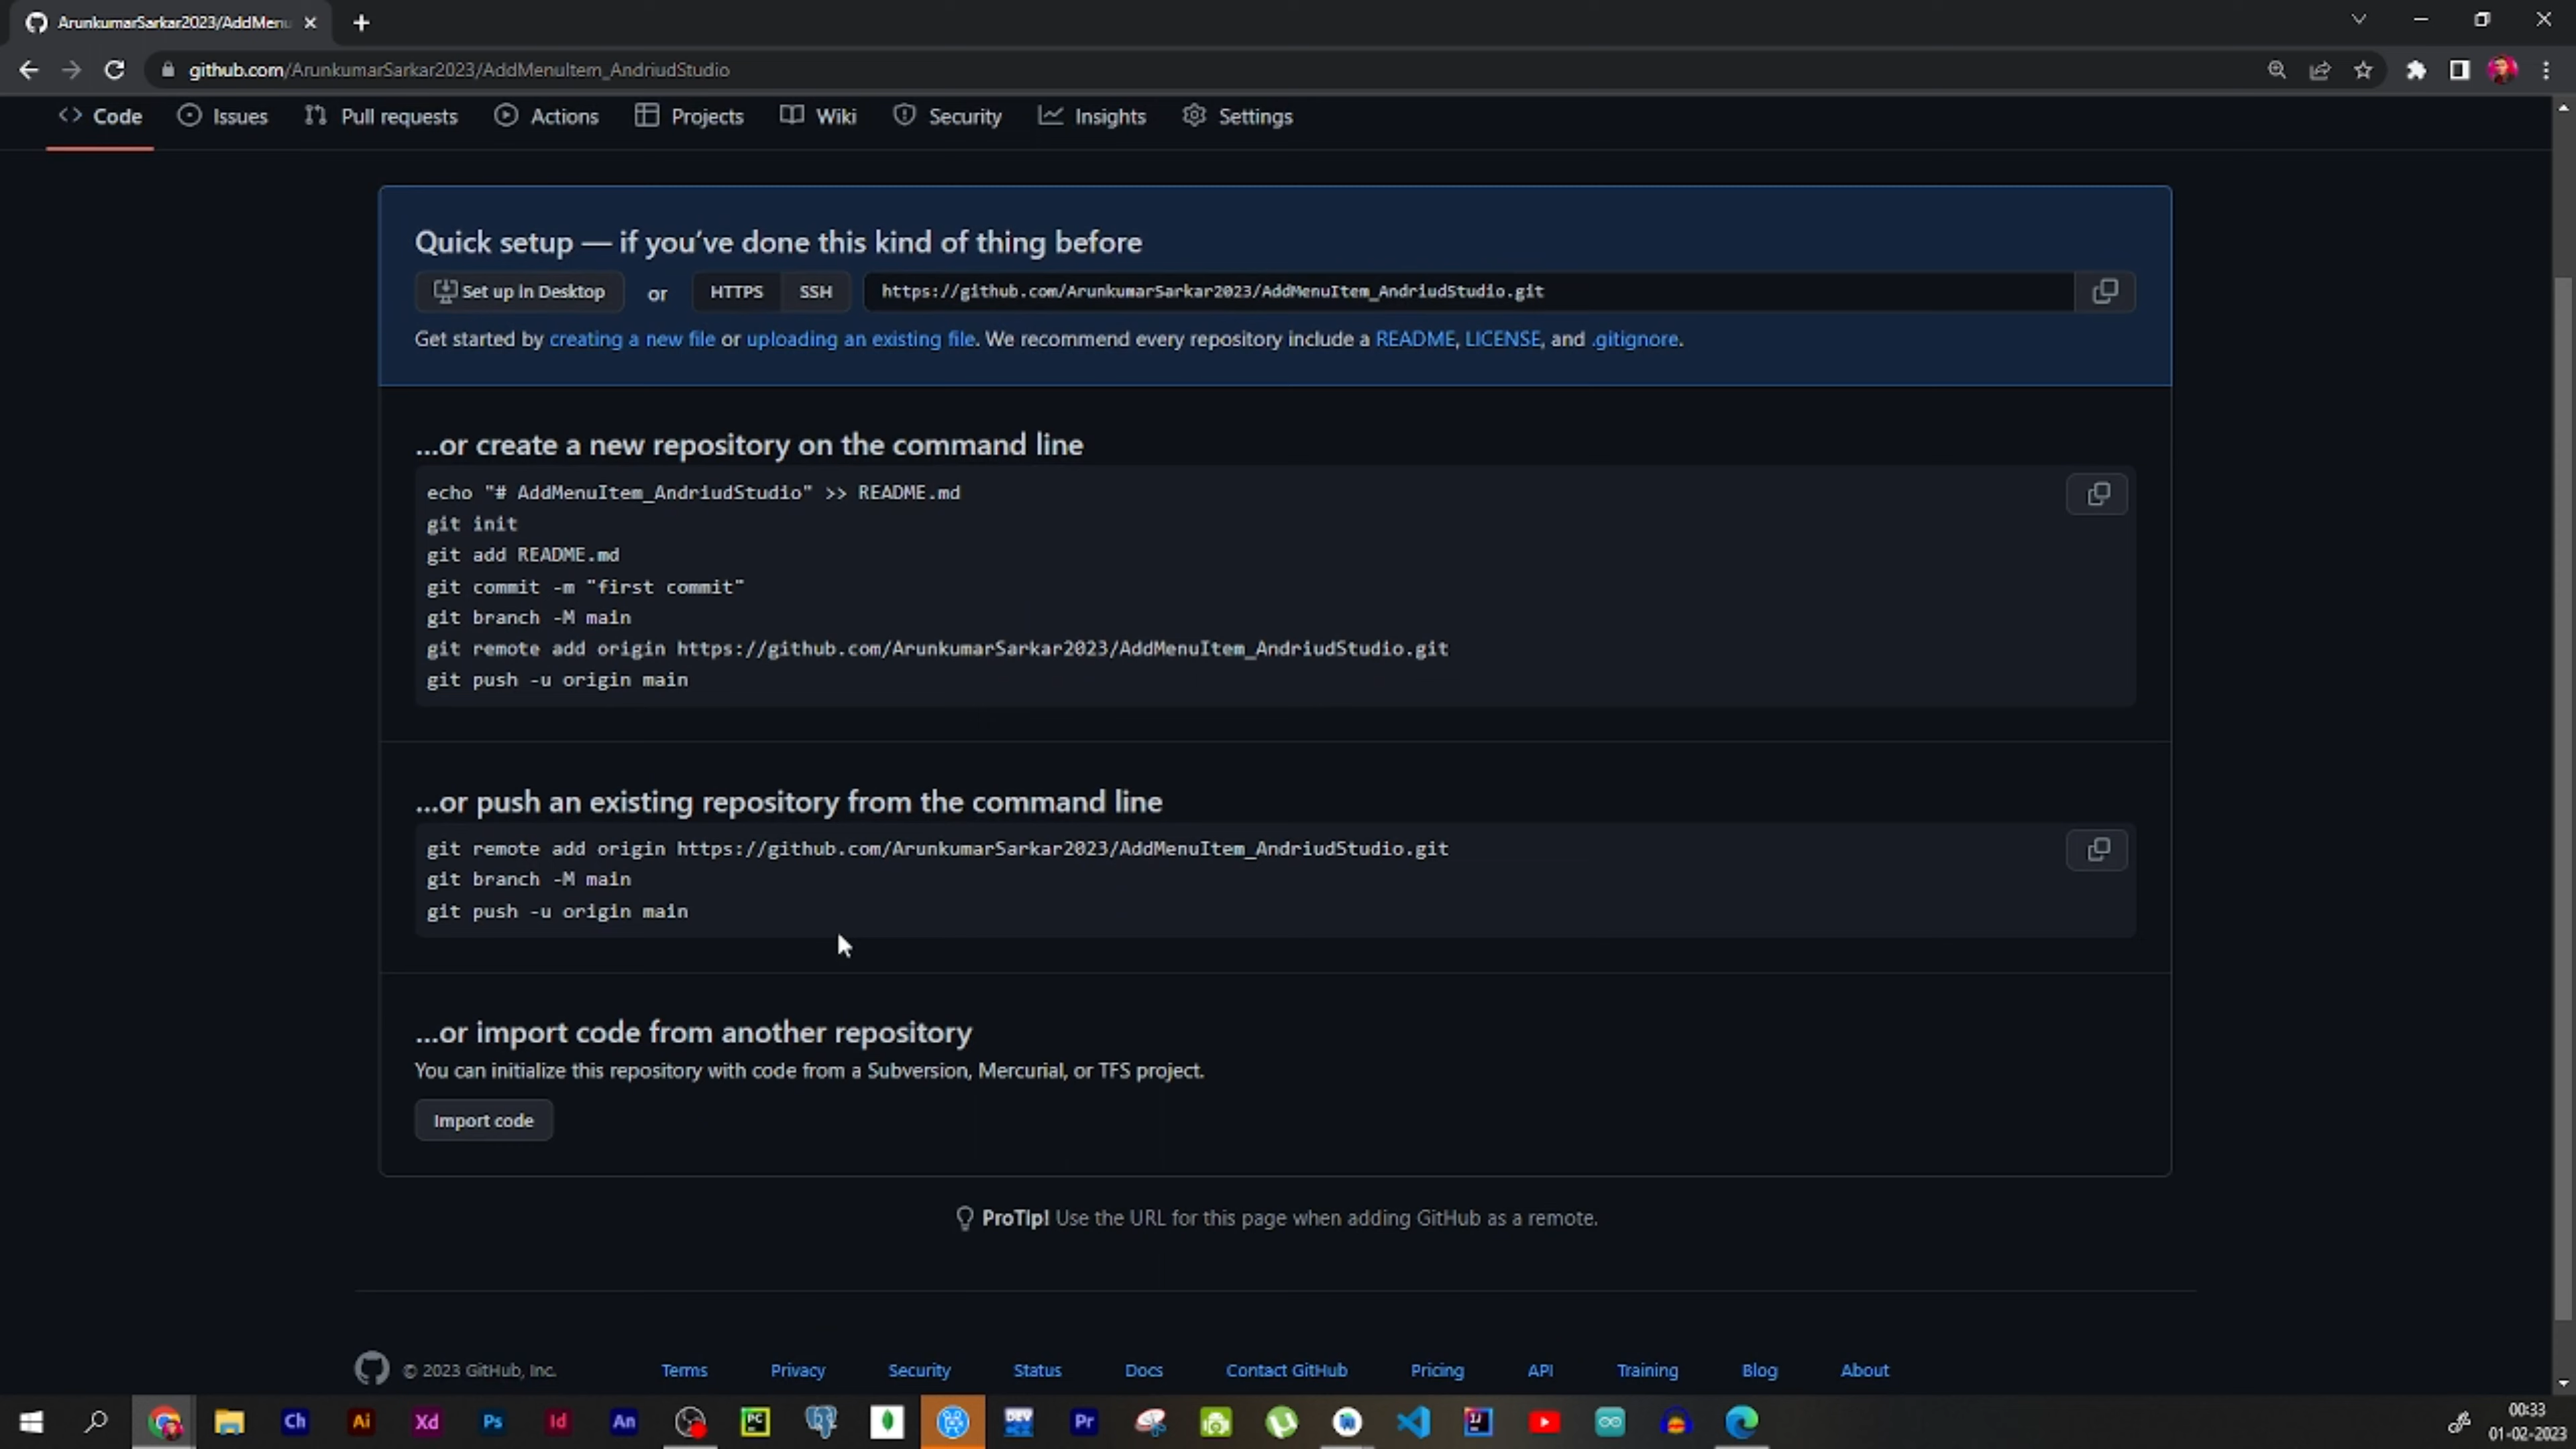 ArunkumarSarkar2023/AddMenu
github.com/ArunkumarSarkar2023/AddMenuItem_AndriudStudio
Code Issues Pull requests Actions Projects Wiki Security Insights Settings
Quick setup — if you’ve done this kind of thing before
Set up in Desktop or HTTPS SSH https://github.com/ArunkumarSarkar2023/AddMenuItem_AndriudStudio.git
Get started by creating a new file or uploading an existing file. We recommend every repository include a README, LICENSE, and .gitignore.
…or create a new repository on the command line
echo "# AddMenuItem_AndriudStudio" >> README.md
git init
git add README.md
git commit -m "first commit"
git branch -M main
git remote add origin https://github.com/ArunkumarSarkar2023/AddMenuItem_AndriudStudio.git
git push -u origin main
…or push an existing repository from the command line
git remote add origin https://github.com/ArunkumarSarkar2023/AddMenuItem_AndriudStudio.git
git branch -M main
git push -u origin main
…or import code from another repository
You can initialize this repository with code from a Subversion, Mercurial, or TFS project.
Import code
ProTip! Use the URL for this page when adding GitHub as a remote.
© 2023 GitHub, Inc. Terms Privacy Security Status Docs Contact GitHub Pricing API Training Blog About
Ch Ai Xd Ps Id An PC DEV Pr IJ
00:33
01-02-2023